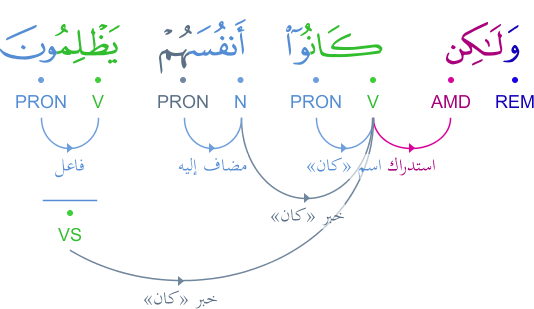 وَلَـٰكِن كَانُوٓا۟ أَنفُسَهُمْ يَظْلِمُونَ
REM AMD V PRON N PRON V PRON
استدراك اسم «كان» مضاف إليه فاعل
خبر «كان»
VS
خبر «كان»